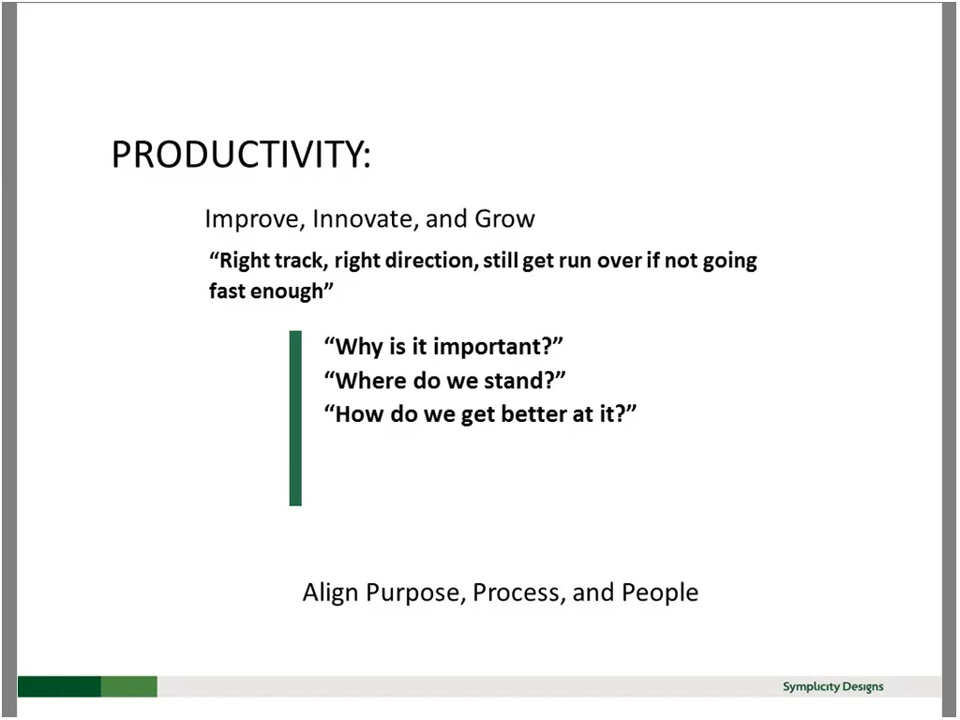 PRODUCTIVITY:
Improve, Innovate, and Grow
“Right track, right direction, still get run over if not going
fast enough”
“Why is it important?”
“Where do we stand?”
“How do we get better at it?”
Align Purpose, Process, and People
Symplicity Designs